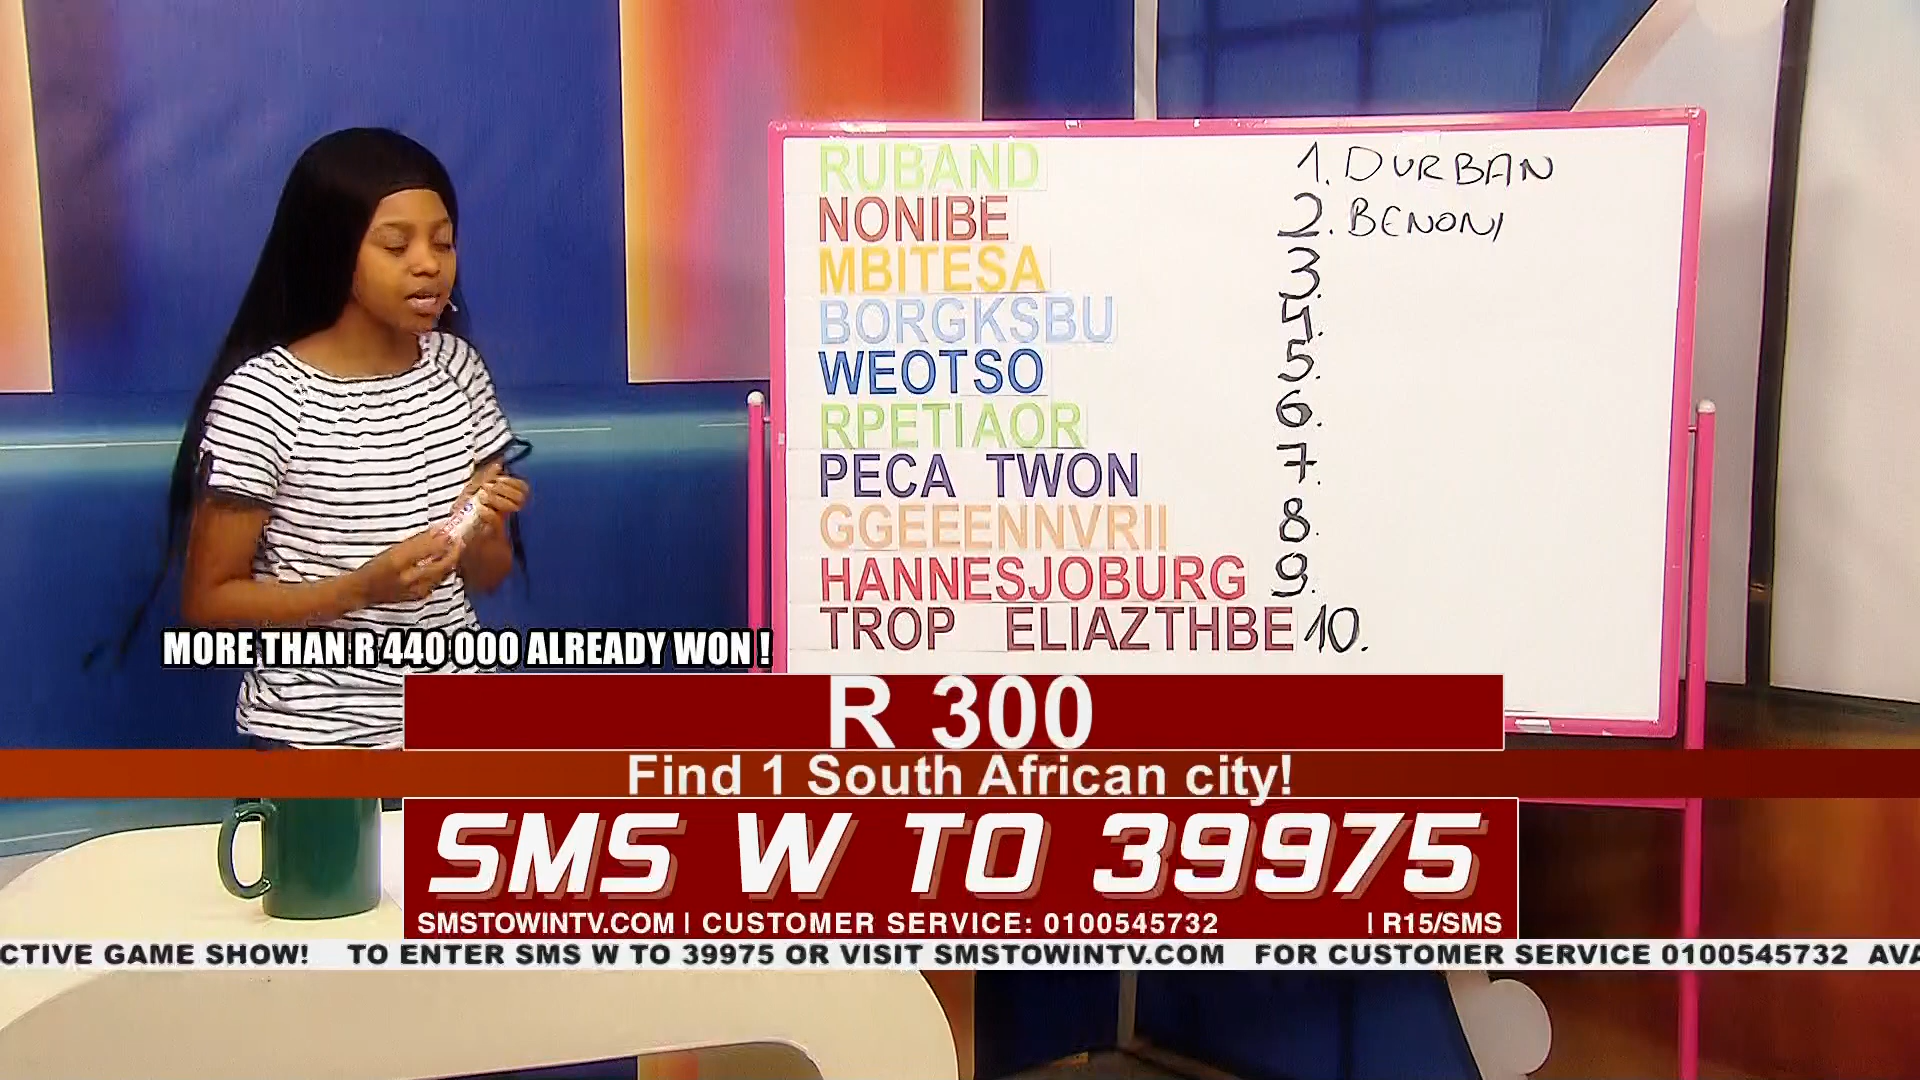 RUBAND
1. DURBAN
NONIBE
2. BENONI
MBITESA
3.
BORGKSBU
4.
WEOTSO
5.
RPETIAOR
6.
PECA TWON
7.
GGEEENNVRII
8.
HANNESJOBURG
9.
TROP ELIAZTHBE
10.
MORE THAN R 440 000 ALREADY WON !
R 300
Find 1 South African city!
SMS W TO 39975
SMSTOWINTV.COM | CUSTOMER SERVICE: 0100545732 | R15/SMS
CTIVE GAME SHOW! TO ENTER SMS W TO 39975 OR VISIT SMSTOWINTV.COM FOR CUSTOMER SERVICE 0100545732 AVA